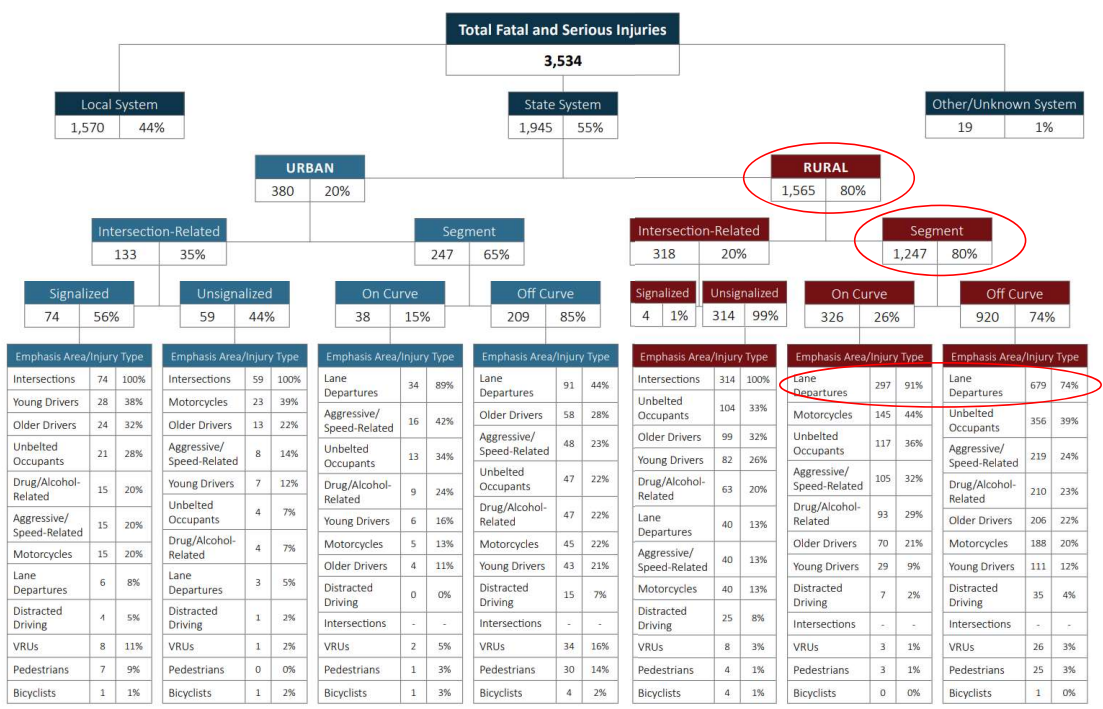 Total Fatal and Serious Injuries
3,534
Local System
1,570 44%
State System
1,945 55%
Other/Unknown System
19 1%
URBAN
380 20%
RURAL
1,565 80%
Intersection-Related
133 35%
Segment
247 65%
Intersection-Related
318 20%
Segment
1,247 80%
Signalized
74 56%
Unsignalized
59 44%
On Curve
38 15%
Off Curve
209 85%
Signalized
4 1%
Unsignalized
314 99%
On Curve
326 26%
Off Curve
920 74%
Emphasis Area/Injury Type
Intersections 74 100%
Young Drivers 28 38%
Older Drivers 24 32%
Unbelted
Occupants 21 28%
Drug/Alcohol-
Related 15 20%
Aggressive/
Speed-Related 15 20%
Motorcycles 15 20%
Lane
Departures 6 8%
Distracted
Driving 4 5%
VRUs 8 11%
Pedestrians 7 9%
Bicyclists 1 1%
Emphasis Area/Injury Type
Intersections 59 100%
Motorcycles 23 39%
Older Drivers 13 22%
Aggressive/
Speed-Related 8 14%
Young Drivers 7 12%
Unbelted
Occupants 4 7%
Drug/Alcohol-
Related 4 7%
Lane
Departures 3 5%
Distracted
Driving 1 2%
VRUs 1 2%
Pedestrians 0 0%
Bicyclists 1 2%
Emphasis Area/Injury Type
Lane
Departures 34 89%
Aggressive/
Speed-Related 16 42%
Unbelted
Occupants 13 34%
Drug/Alcohol-
Related 9 24%
Young Drivers 6 16%
Motorcycles 5 13%
Older Drivers 4 11%
Distracted
Driving 0 0%
Intersections - -
VRUs 2 5%
Pedestrians 1 3%
Bicyclists 1 3%
Emphasis Area/Injury Type
Lane
Departures 91 44%
Older Drivers 58 28%
Aggressive/
Speed-Related 48 23%
Unbelted
Occupants 47 22%
Drug/Alcohol-
Related 47 22%
Motorcycles 45 22%
Young Drivers 43 21%
Distracted
Driving 15 7%
Intersections - -
VRUs 34 16%
Pedestrians 30 14%
Bicyclists 4 2%
Emphasis Area/Injury Type
Intersections 314 100%
Unbelted
Occupants 104 33%
Older Drivers 99 32%
Young Drivers 82 26%
Drug/Alcohol-
Related 63 20%
Lane
Departures 40 13%
Aggressive/
Speed-Related 40 13%
Motorcycles 40 13%
Distracted
Driving 25 8%
VRUs 8 3%
Pedestrians 4 1%
Bicyclists 4 1%
Emphasis Area/Injury Type
Lane
Departures 297 91%
Motorcycles 145 44%
Unbelted
Occupants 117 36%
Aggressive/
Speed-Related 105 32%
Drug/Alcohol-
Related 93 29%
Older Drivers 70 21%
Young Drivers 29 9%
Distracted
Driving 7 2%
Intersections - -
VRUs 3 1%
Pedestrians 3 1%
Bicyclists 0 0%
Emphasis Area/Injury Type
Lane
Departures 679 74%
Unbelted
Occupants 356 39%
Aggressive/
Speed-Related 219 24%
Drug/Alcohol-
Related 210 23%
Older Drivers 206 22%
Motorcycles 188 20%
Young Drivers 111 12%
Distracted
Driving 35 4%
Intersections - -
VRUs 26 3%
Pedestrians 25 3%
Bicyclists 1 0%